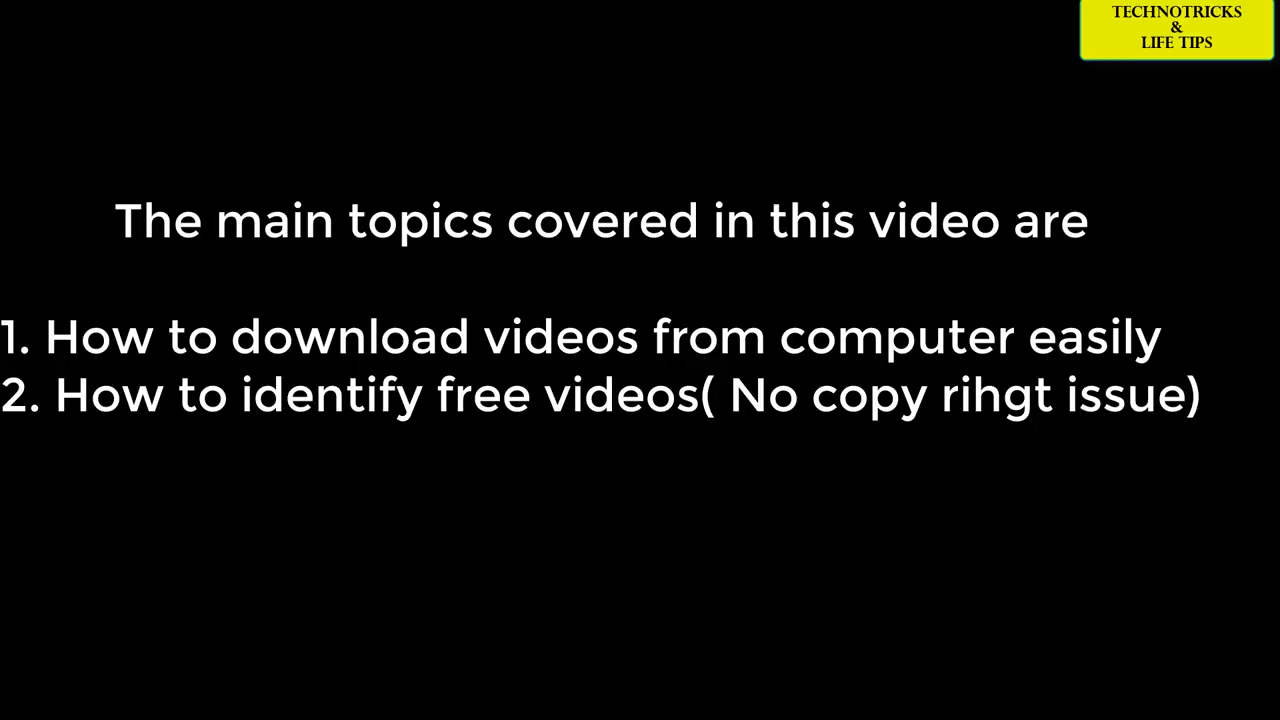 TECHNOTRICKS
&
LIFE TIPS
The main topics covered in this video are
1. How to download videos from computer easily
2. How to identify free videos( No copy rihgt issue)